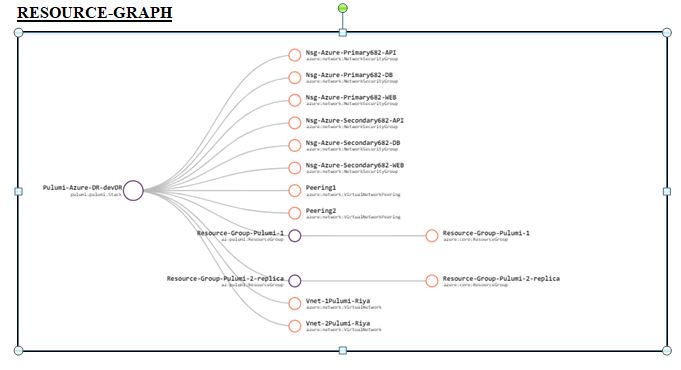 RESOURCE-GRAPH
Nsg-Azure-Primary682-API
azure:network:NetworkSecurityGroup
Nsg-Azure-Primary682-DB
azure:network:NetworkSecurityGroup
Nsg-Azure-Primary682-WEB
azure:network:NetworkSecurityGroup
Nsg-Azure-Secondary682-API
azure:network:NetworkSecurityGroup
Nsg-Azure-Secondary682-DB
azure:network:NetworkSecurityGroup
Nsg-Azure-Secondary682-WEB
azure:network:NetworkSecurityGroup
Pulumi-Azure-DR-devDR
pulumi:pulumi:Stack
Peering1
azure:network:VirtualNetworkPeering
Peering2
azure:network:VirtualNetworkPeering
Resource-Group-Pulumi-1
az-pulumi:ResourceGroup
Resource-Group-Pulumi-1
azure:core:ResourceGroup
Resource-Group-Pulumi-2-replica
az-pulumi:ResourceGroup
Resource-Group-Pulumi-2-replica
azure:core:ResourceGroup
Vnet-1Pulumi-Riya
azure:network:VirtualNetwork
Vnet-2Pulumi-Riya
azure:network:VirtualNetwork